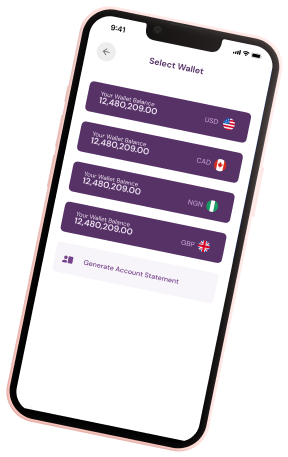 9:41
Select Wallet
Your Wallet Balance
12,480,209.00
USD
Your Wallet Balance
12,480,209.00
CAD
Your Wallet Balance
12,480,209.00
NGN
Your Wallet Balance
12,480,209.00
GBP
Generate Account Statement